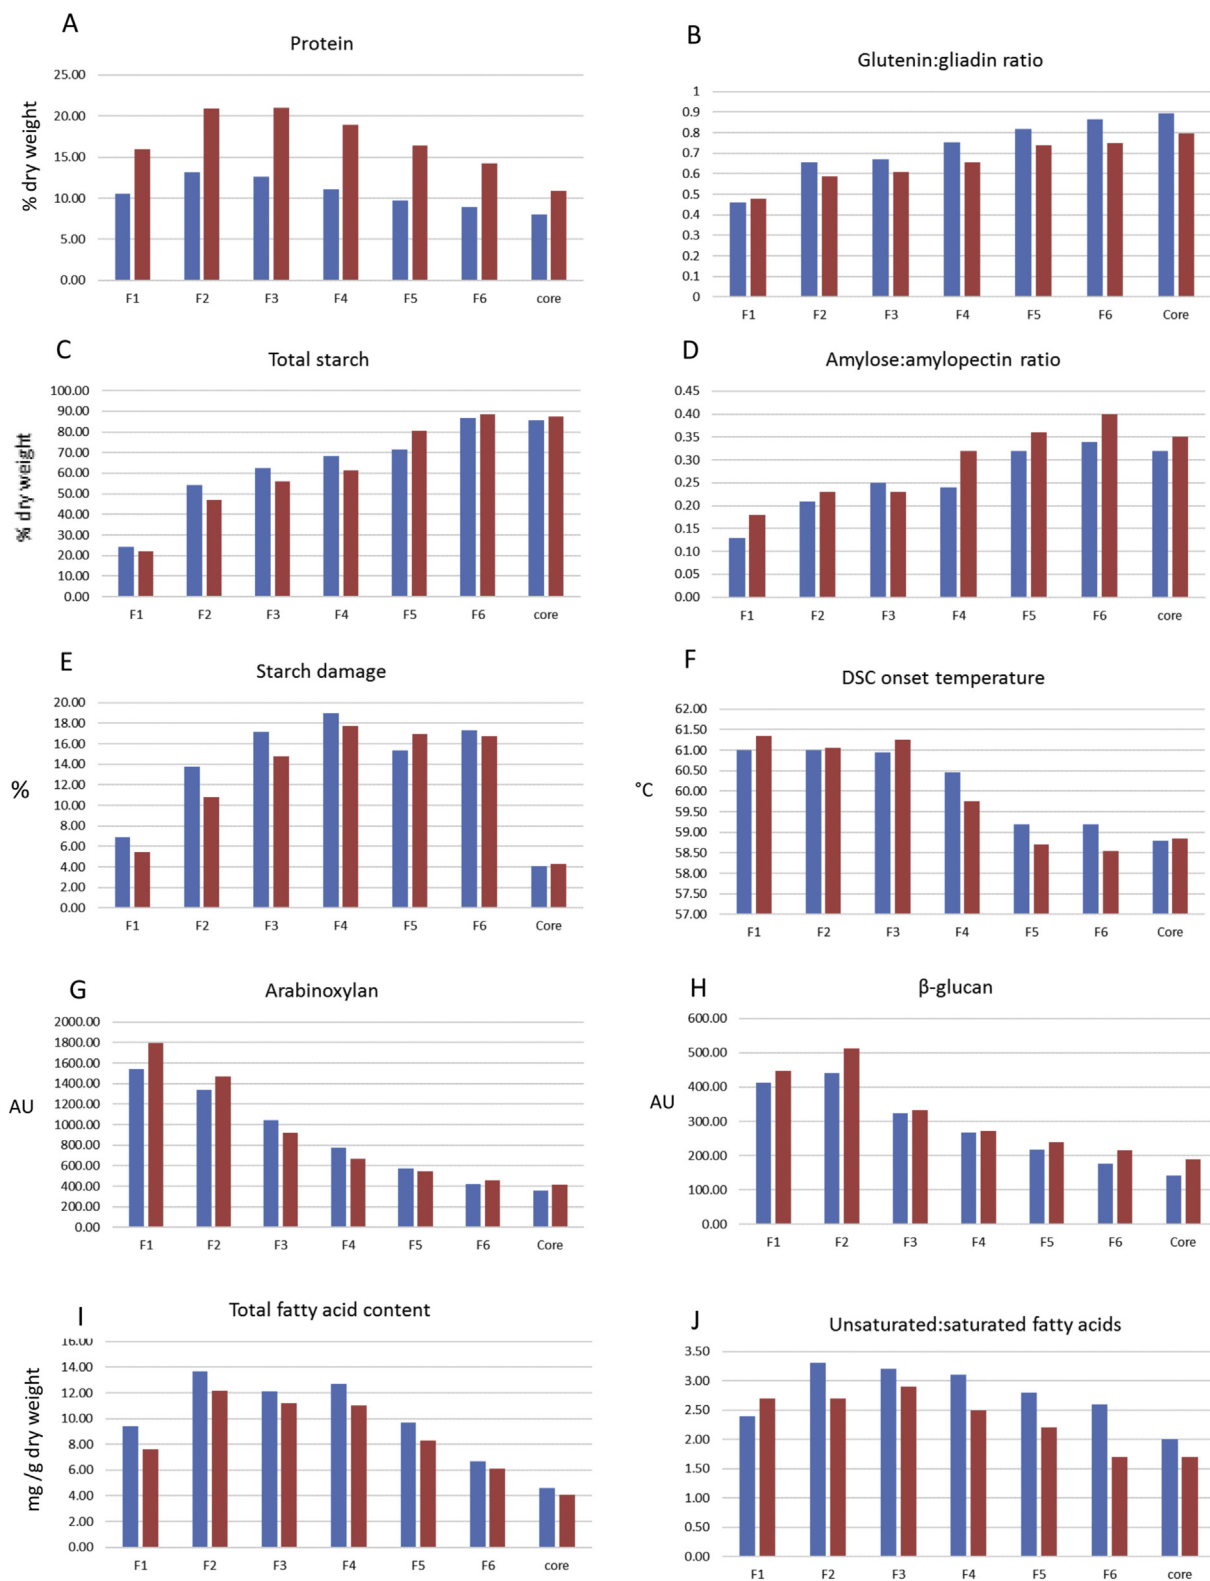 A
Protein
% dry weight
25.00
20.00
15.00
10.00
5.00
0.00
F1 F2 F3 F4 F5 F6 core
B
Glutenin:gliadin ratio
1
0.9
0.8
0.7
0.6
0.5
0.4
0.3
0.2
0.1
0
F1 F2 F3 F4 F5 F6 Core
C
Total starch
% dry weight
100.00
90.00
80.00
70.00
60.00
50.00
40.00
30.00
20.00
10.00
0.00
F1 F2 F3 F4 F5 F6 core
D
Amylose:amylopectin ratio
0.45
0.40
0.35
0.30
0.25
0.20
0.15
0.10
0.05
0.00
F1 F2 F3 F4 F5 F6 Core
E
Starch damage
%
20.00
18.00
16.00
14.00
12.00
10.00
8.00
6.00
4.00
2.00
0.00
F1 F2 F3 F4 F5 F6 Core
F
DSC onset temperature
°C
62.00
61.50
61.00
60.50
60.00
59.50
59.00
58.50
58.00
57.50
57.00
F1 F2 F3 F4 F5 F6 Core
G
Arabinoxylan
AU
2000.00
1800.00
1600.00
1400.00
1200.00
1000.00
800.00
600.00
400.00
200.00
0.00
F1 F2 F3 F4 F5 F6 Core
H
β-glucan
AU
600.00
500.00
400.00
300.00
200.00
100.00
0.00
F1 F2 F3 F4 F5 F6 Core
I
Total fatty acid content
mg /g dry weight
16.00
14.00
12.00
10.00
8.00
6.00
4.00
2.00
0.00
F1 F2 F3 F4 F5 F6 core
J
Unsaturated:saturated fatty acids
3.50
3.00
2.50
2.00
1.50
1.00
0.50
0.00
F1 F2 F3 F4 F5 F6 core